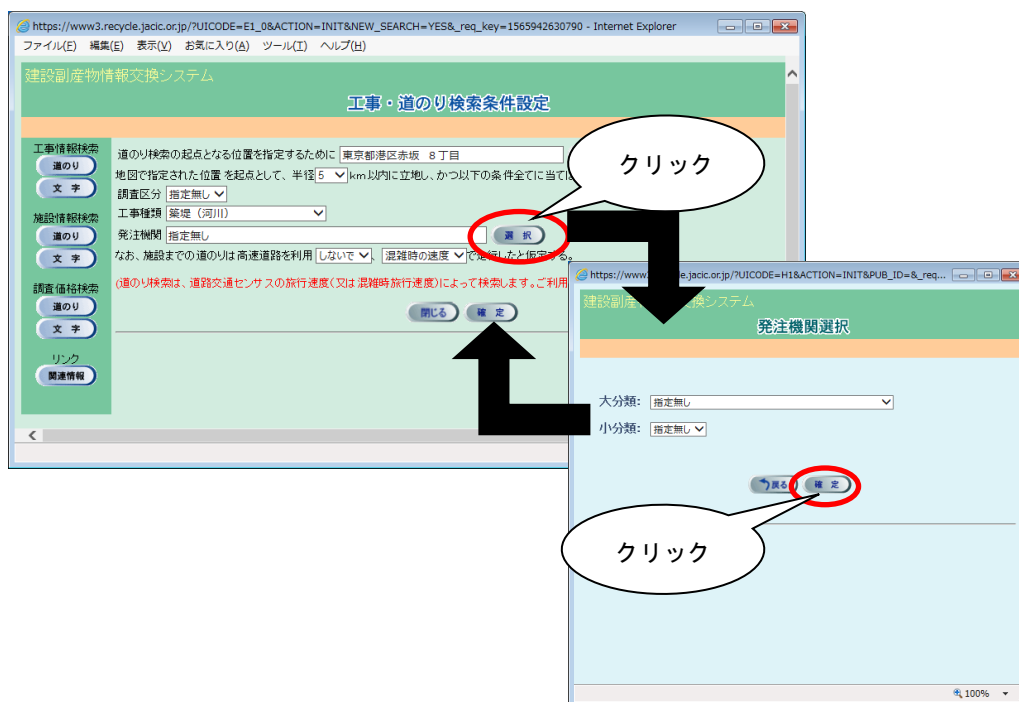 https://www3.recycle.jacic.or.jp/?UICODE=E1_0&ACTION=INIT&NEW_SEARCH=YES&_req_key=1565942630790 - Internet Explorer
ファイル(F) 編集(E) 表示(V) お気に入り(A) ツール(T) ヘルプ(H)
建設副産物情報交換システム
工事・道のり検索条件設定
工事情報検索
道のり
文 字
施設情報検索
道のり
文 字
調査価格検索
道のり
文 字
リンク
関連情報
道のり検索の起点となる位置を指定するために 東京都港区赤坂 8丁目
地図で指定された位置 を起点として、半径 5 km以内に立地し、かつ以下の条件全てに当ては
調査区分 指定無し
工事種類 築堤（河川）
発注機関 指定無し 選 択
なお、施設までの道のりは高速道路を利用 しないで 、 混雑時の速度 で走行したと仮定する。
(道のり検索は、道路交通センサスの旅行速度(又は混雑時旅行速度)によって検索します。ご利用
閉じる 確 定
クリック
https://www e.jacic.or.jp/?UICODE=H1&ACTION=INIT&PUB_ID=&_req...
建設副産 換システム
発注機関選択
大分類: 指定無し
小分類: 指定無し
戻る 確 定
クリック
100%